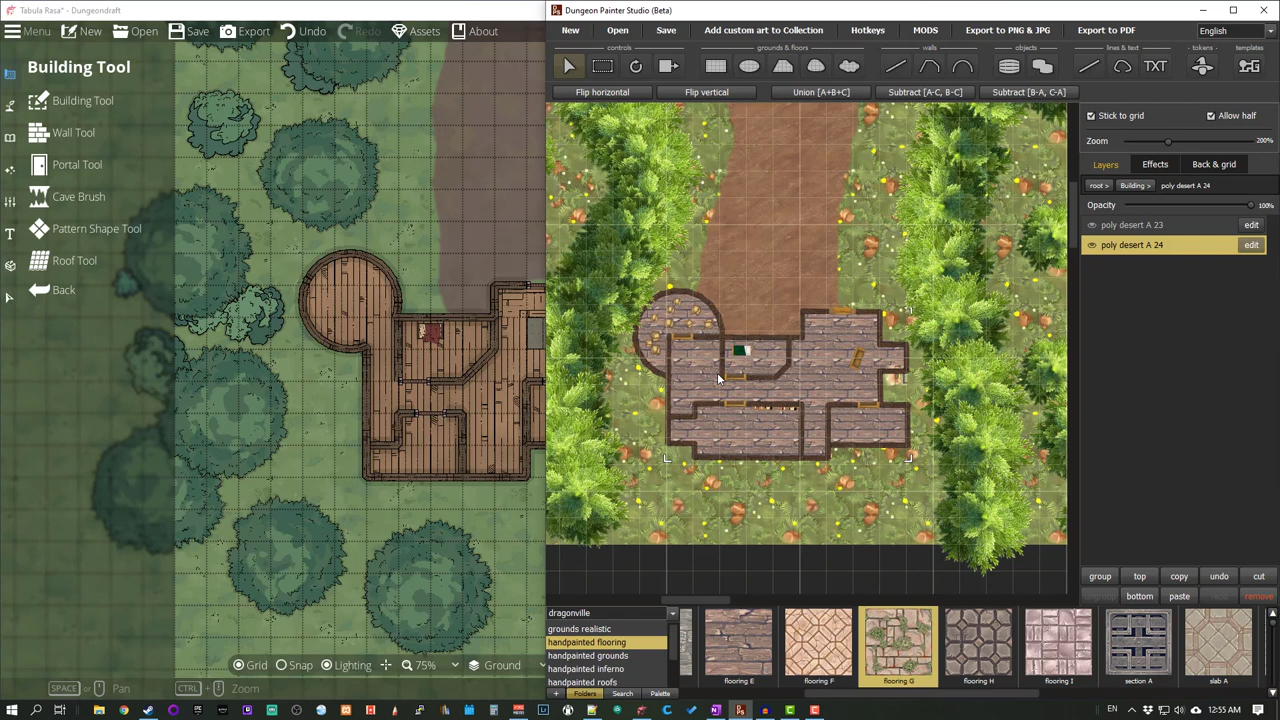 Tabula Rasa* - Dungeondraft
Menu New Open Save Export Undo Redo Assets About
Building Tool
Building Tool
Wall Tool
Portal Tool
Cave Brush
Pattern Shape Tool
Roof Tool
Back
Grid Snap Lighting 75% Ground
SPACE or Pan CTRL + Zoom
Dungeon Painter Studio (Beta)
New Open Save Add custom art to Collection Hotkeys MODS Export to PNG & JPG Export to PDF English
controls grounds & floors walls objects lines & text tokens templates
TXT
Flip horizontal Flip vertical Union [A+B+C] Subtract [A-C, B-C] Subtract [B-A, C-A]
Stick to grid Allow half
Zoom 200%
Layers Effects Back & grid
root > Building > poly desert A 24
Opacity 100%
poly desert A 23 edit
poly desert A 24 edit
group top copy undo cut
bottom paste remove
dragonville
grounds realistic
handpainted flooring
handpainted grounds
handpainted inferno
handpainted roofs
flooring E flooring F flooring G flooring H flooring I section A slab A
+ Folders Search Palette
EN 12:55 AM